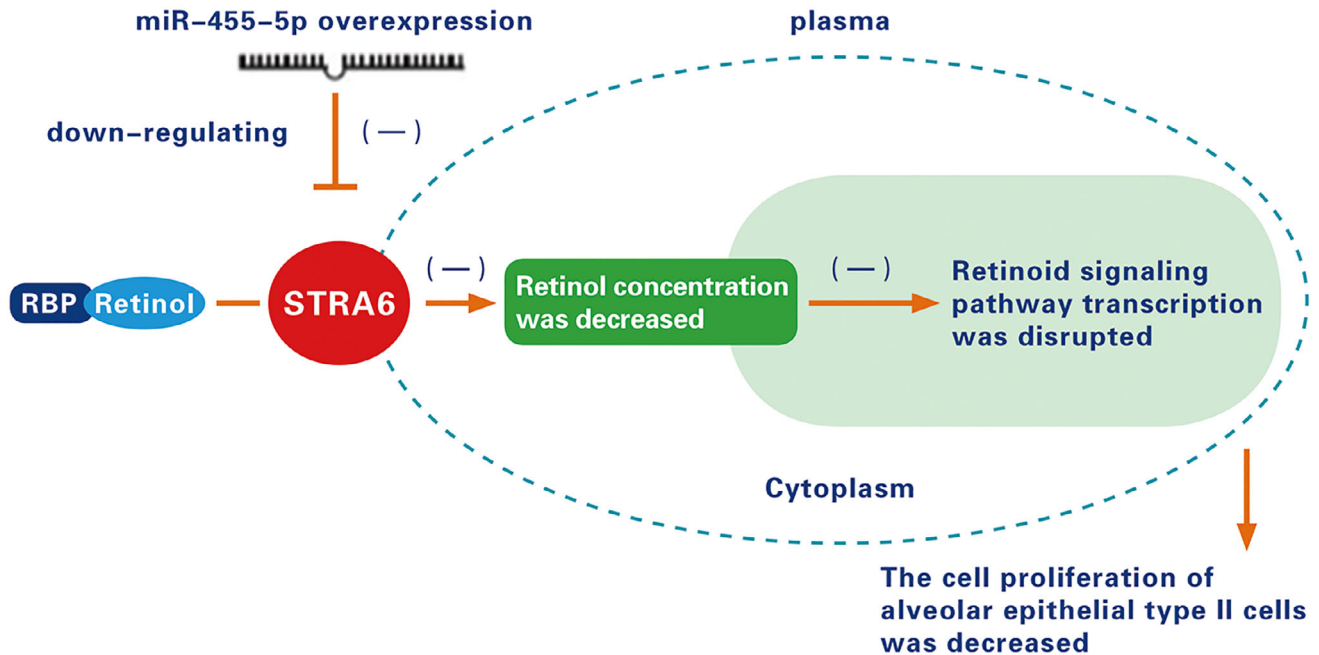 miR-455-5p overexpression
plasma
down-regulating
(—)
RBP
Retinol
STRA6
(—)
Retinol concentration
was decreased
(—)
Retinoid signaling
pathway transcription
was disrupted
Cytoplasm
The cell proliferation of
alveolar epithelial type II cells
was decreased